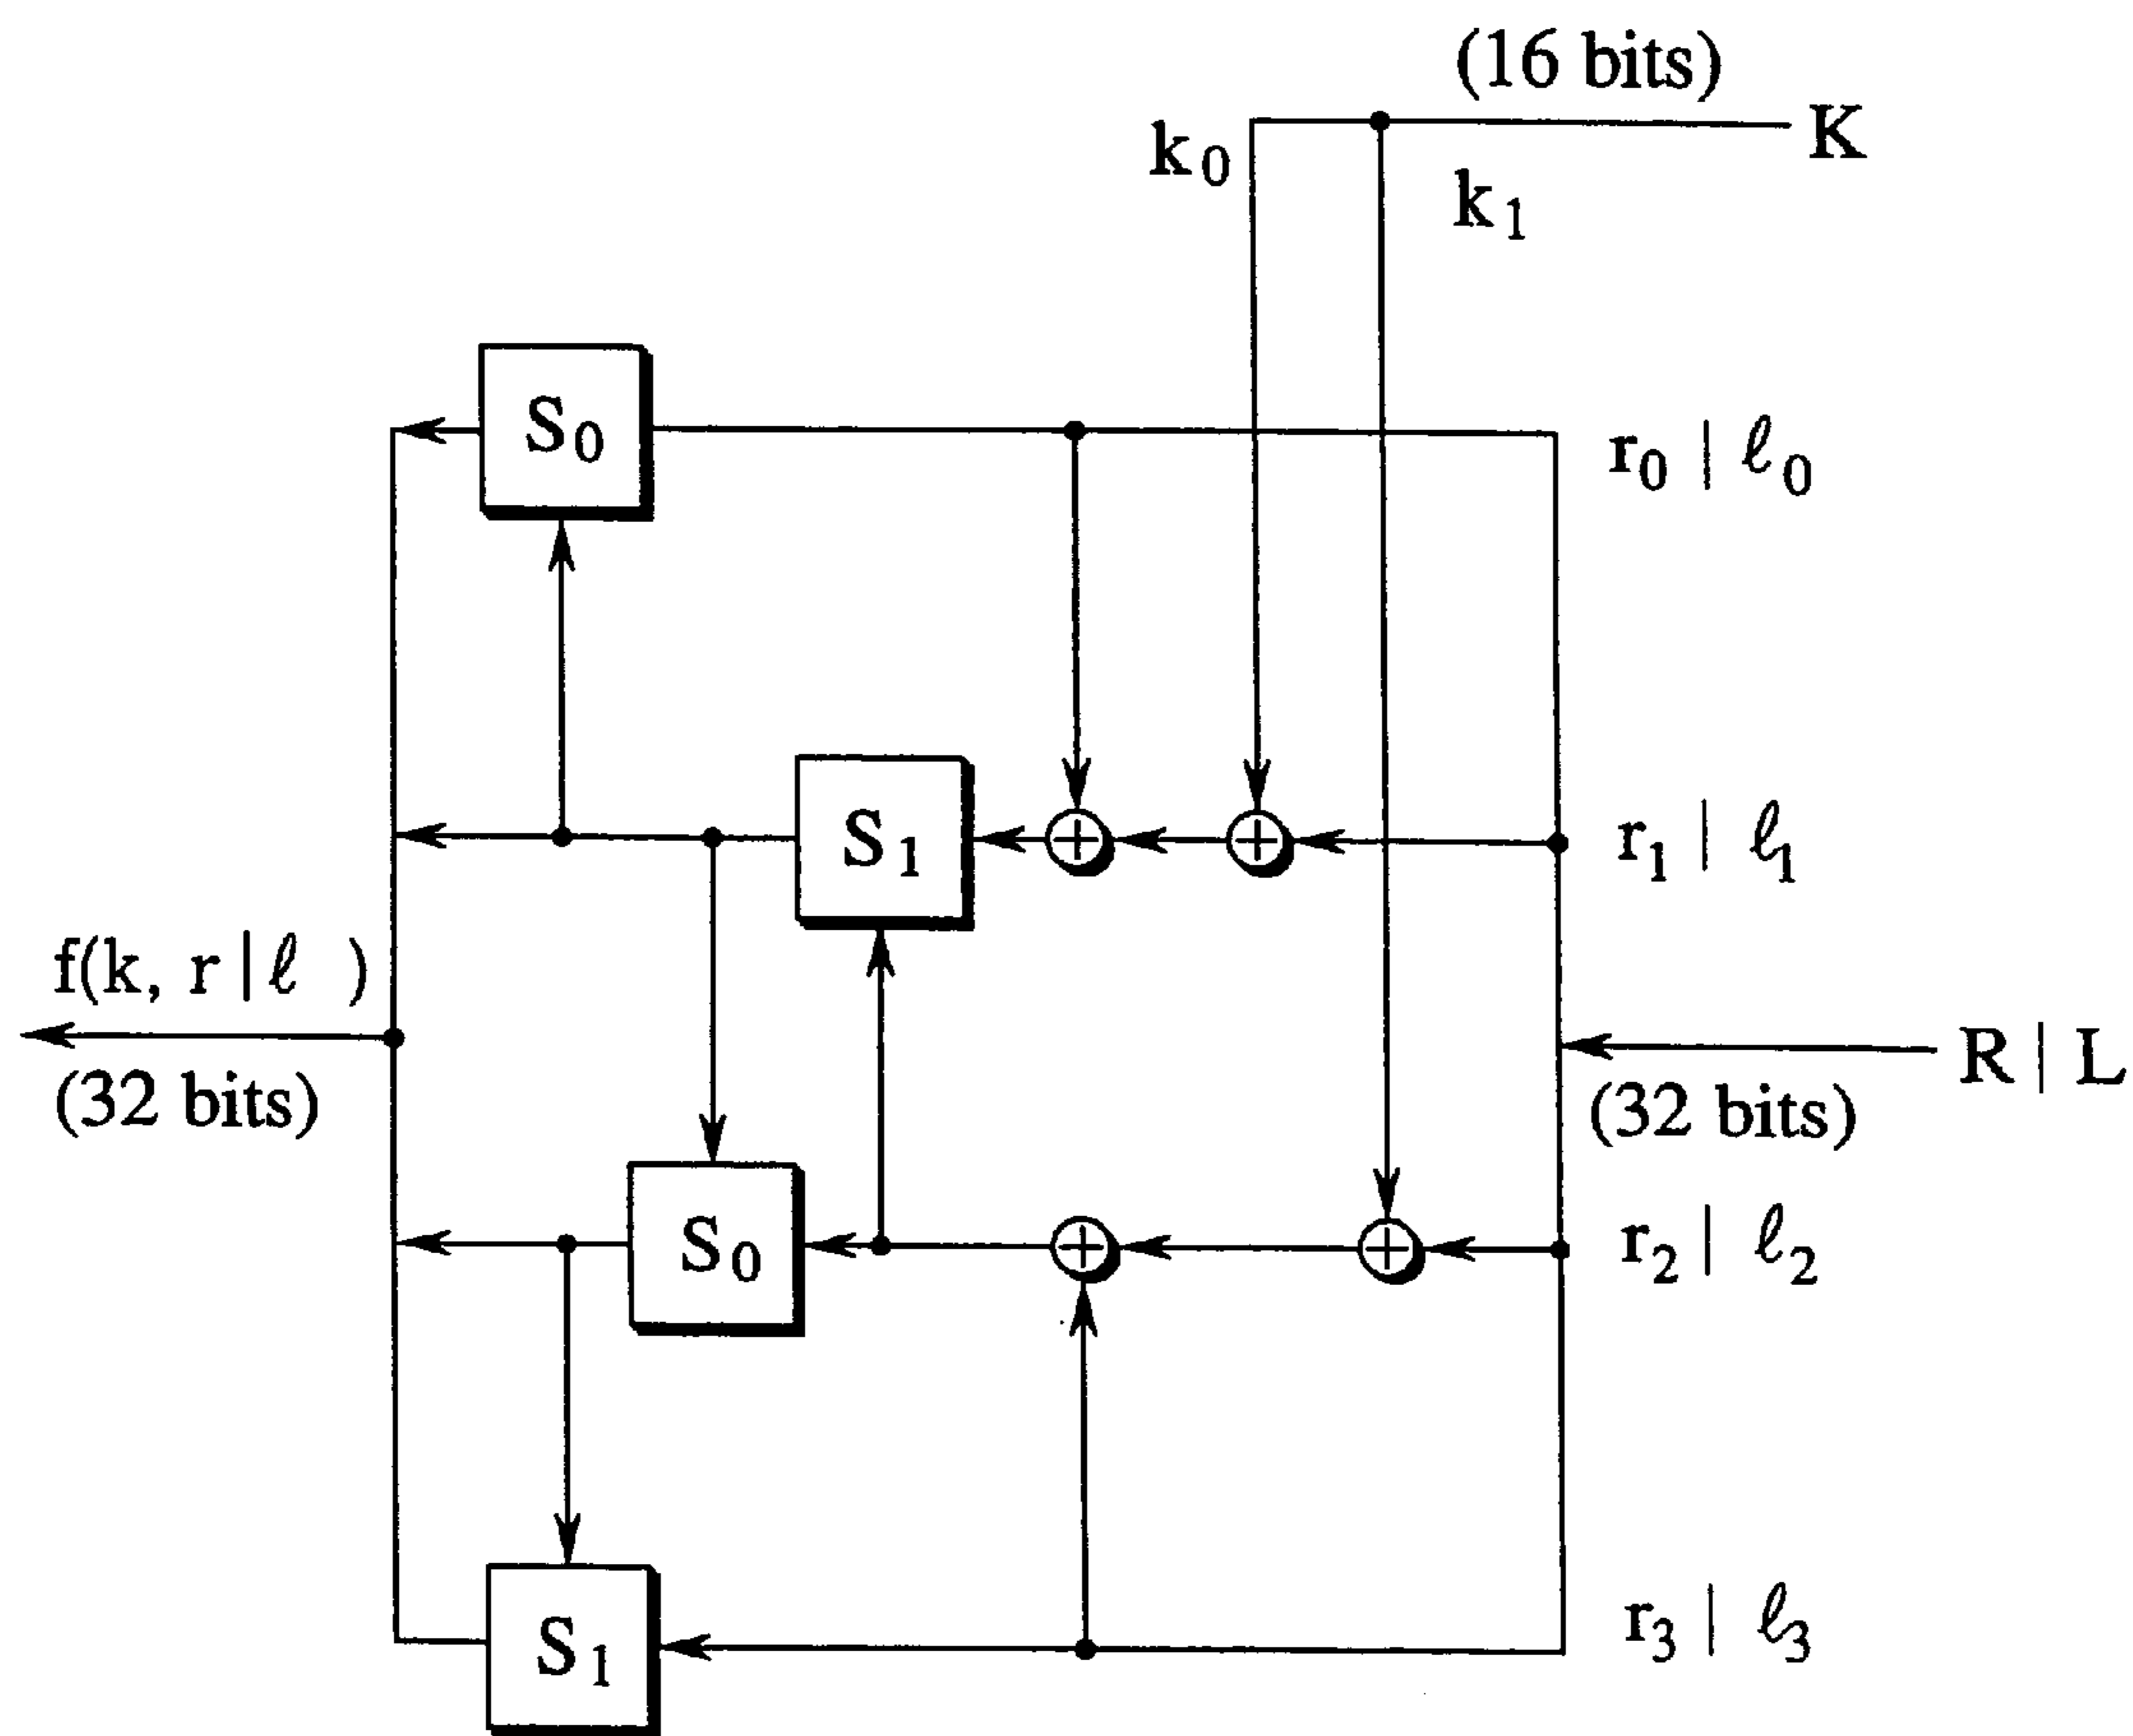 (16 bits)
K
k₀
k₁
S₀
r₀ | ℓ₀
S₁
r₁ | ℓ₁
f(k, r | ℓ )
(32 bits)
R | L
(32 bits)
S₀
r₂ | ℓ₂
S₁
r₃ | ℓ₃